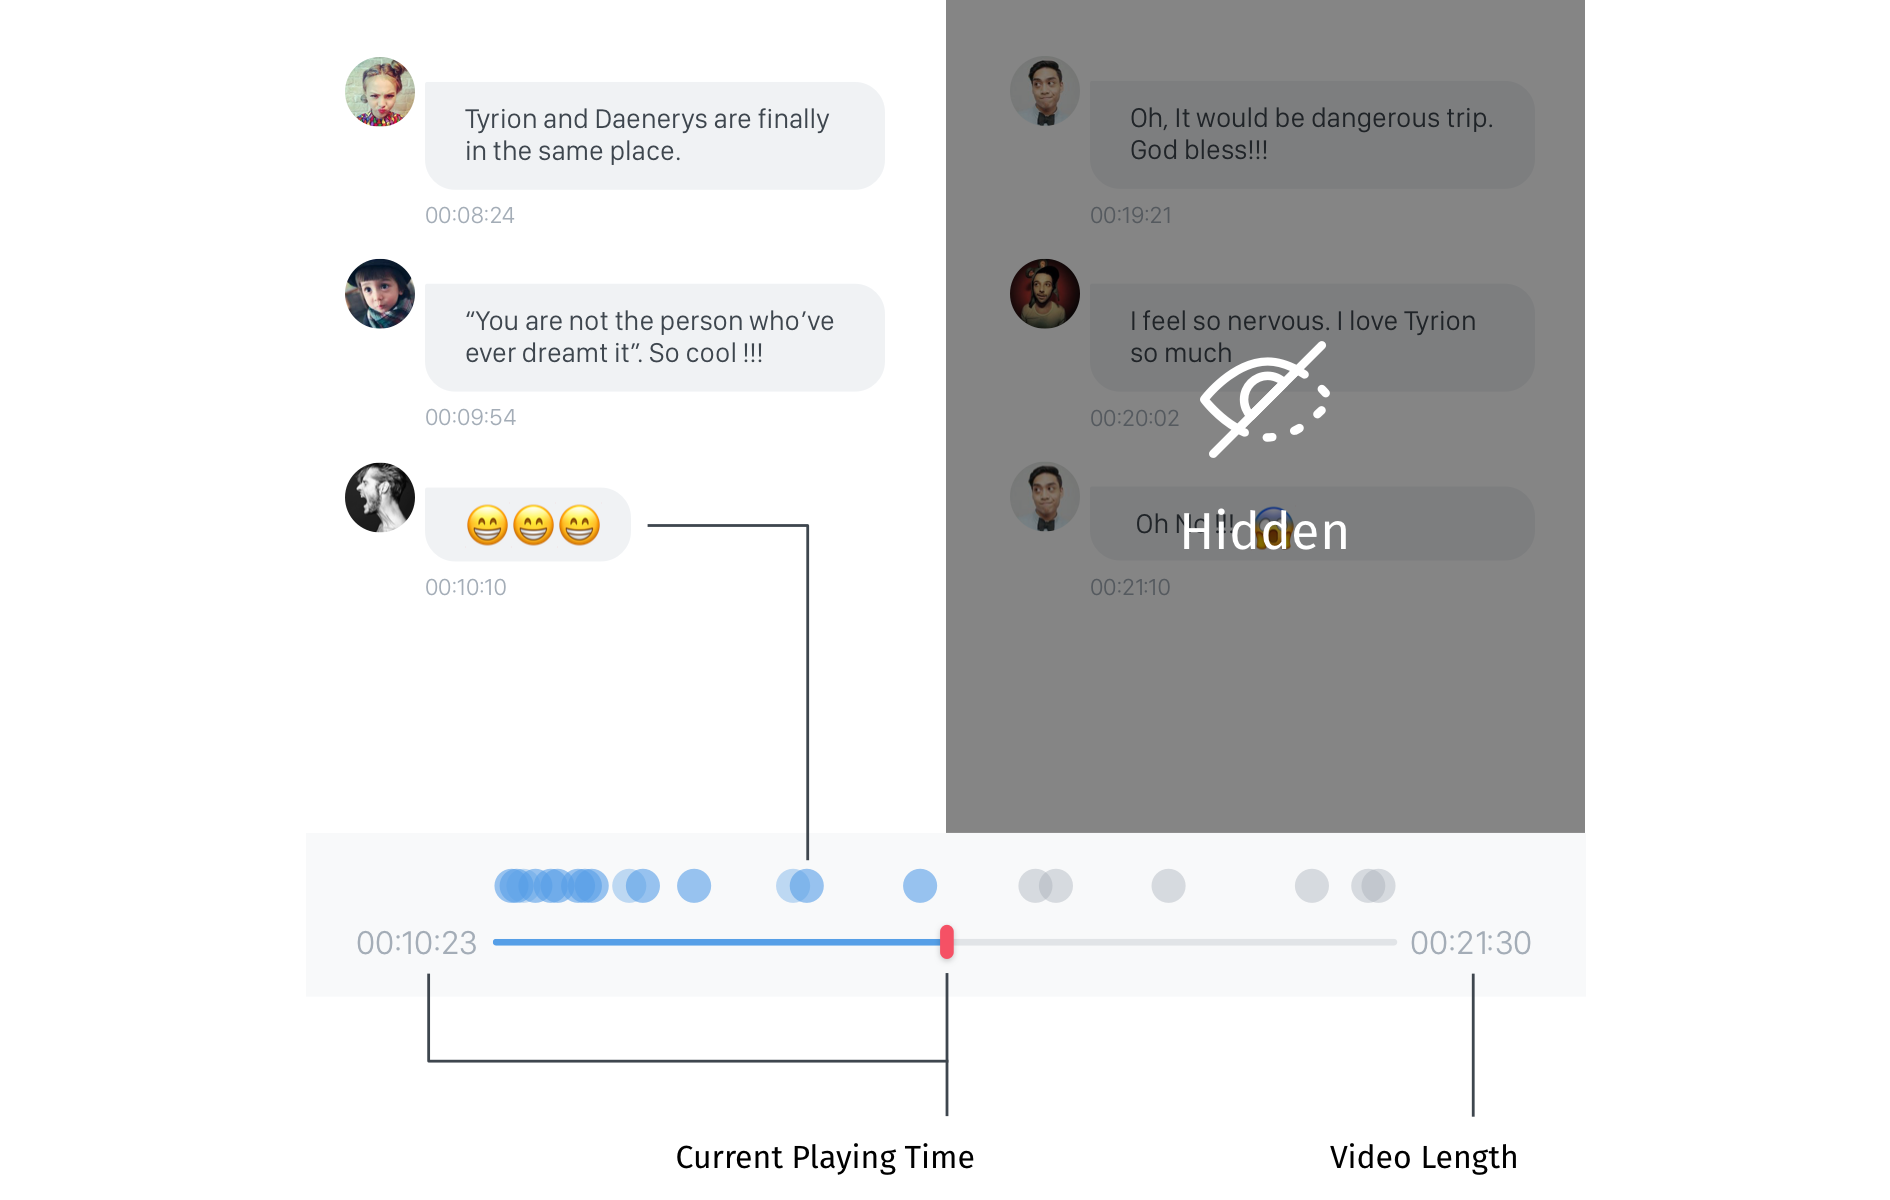 Tyrion and Daenerys are finally
in the same place.
00:08:24
“You are not the person who’ve
ever dreamt it”. So cool !!!
00:09:54
00:10:10
Oh, It would be dangerous trip.
God bless!!!
00:19:21
I feel so nervous. I love Tyrion
so much
00:20:02
Oh No !!!
Hidden
00:21:10
00:10:23
00:21:30
Current Playing Time
Video Length